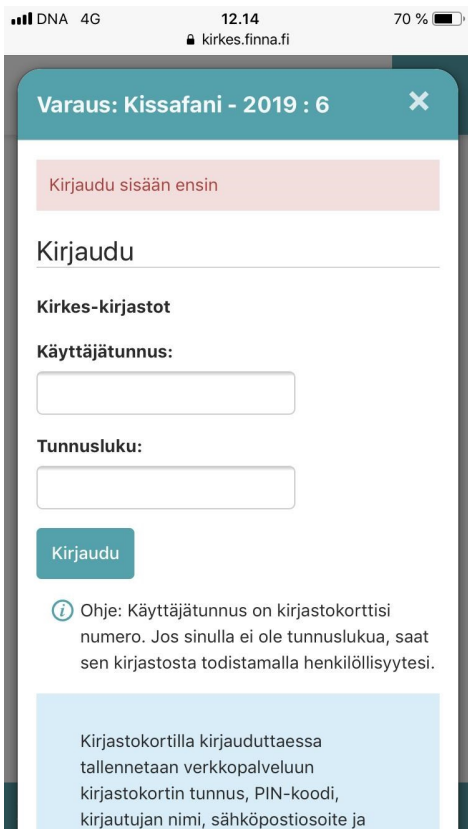 DNA 4G 12.14 70 %
kirkes.finna.fi
Varaus: Kissafani - 2019 : 6 ×
Kirjaudu sisään ensin
Kirjaudu
Kirkes-kirjastot
Käyttäjätunnus:
Tunnusluku:
Kirjaudu
Ohje: Käyttäjätunnus on kirjastokorttisi
numero. Jos sinulla ei ole tunnuslukua, saat
sen kirjastosta todistamalla henkilöllisyytesi.
Kirjastokortilla kirjauduttaessa
tallennetaan verkkopalveluun
kirjastokortin tunnus, PIN-koodi,
kirjautujan nimi, sähköpostiosoite ja